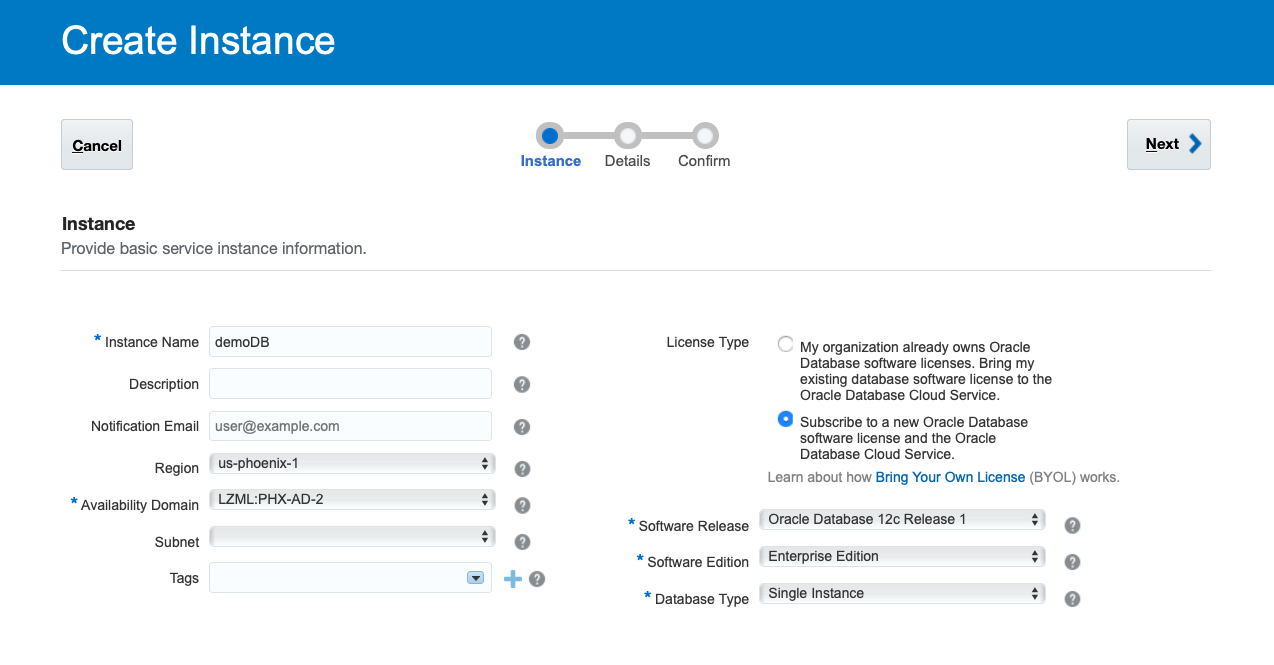 Create Instance
Cancel
Instance
Details
Confirm
Next
Instance
Provide basic service instance information.
* Instance Name demoDB ?
Description ?
Notification Email user@example.com ?
Region us-phoenix-1 ?
* Availability Domain LZML:PHX-AD-2 ?
Subnet ?
Tags ?
License Type
My organization already owns Oracle
Database software licenses. Bring my
existing database software license to the
Oracle Database Cloud Service.
Subscribe to a new Oracle Database
software license and the Oracle
Database Cloud Service.
Learn about how Bring Your Own License (BYOL) works.
* Software Release Oracle Database 12c Release 1 ?
* Software Edition Enterprise Edition ?
* Database Type Single Instance ?